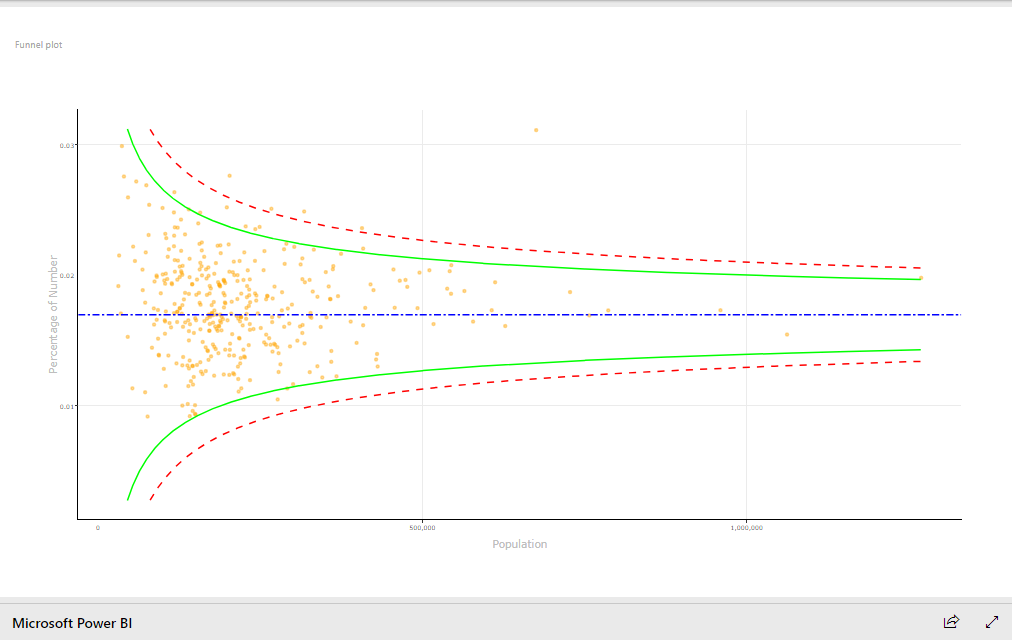 Funnel plot
0.03
0.02
0.01
Percentage of Number
0
500,000
1,000,000
Population
Microsoft Power BI